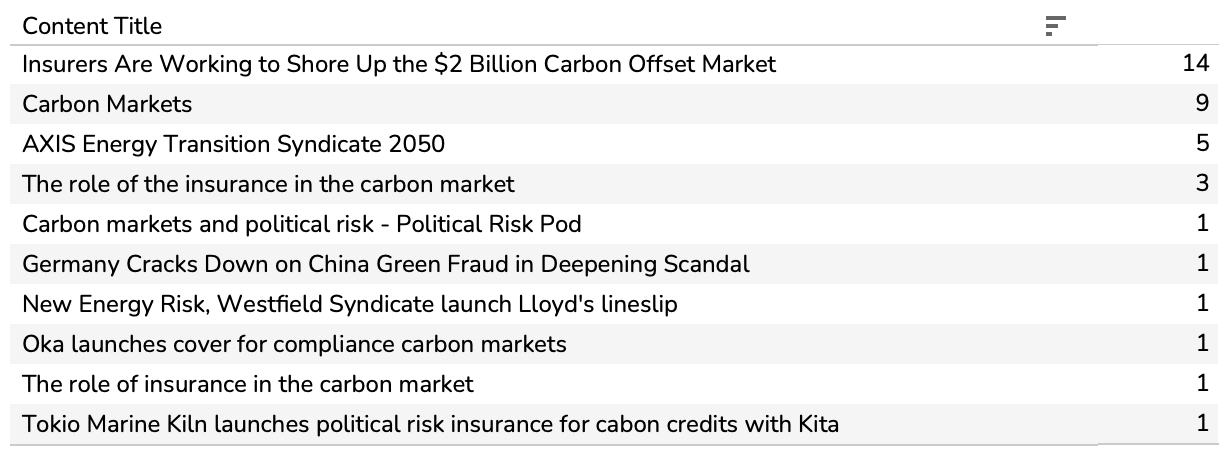 Content Title
Insurers Are Working to Shore Up the $2 Billion Carbon Offset Market 14
Carbon Markets 9
AXIS Energy Transition Syndicate 2050 5
The role of the insurance in the carbon market 3
Carbon markets and political risk - Political Risk Pod 1
Germany Cracks Down on China Green Fraud in Deepening Scandal 1
New Energy Risk, Westfield Syndicate launch Lloyd's lineslip 1
Oka launches cover for compliance carbon markets 1
The role of insurance in the carbon market 1
Tokio Marine Kiln launches political risk insurance for cabon credits with Kita 1